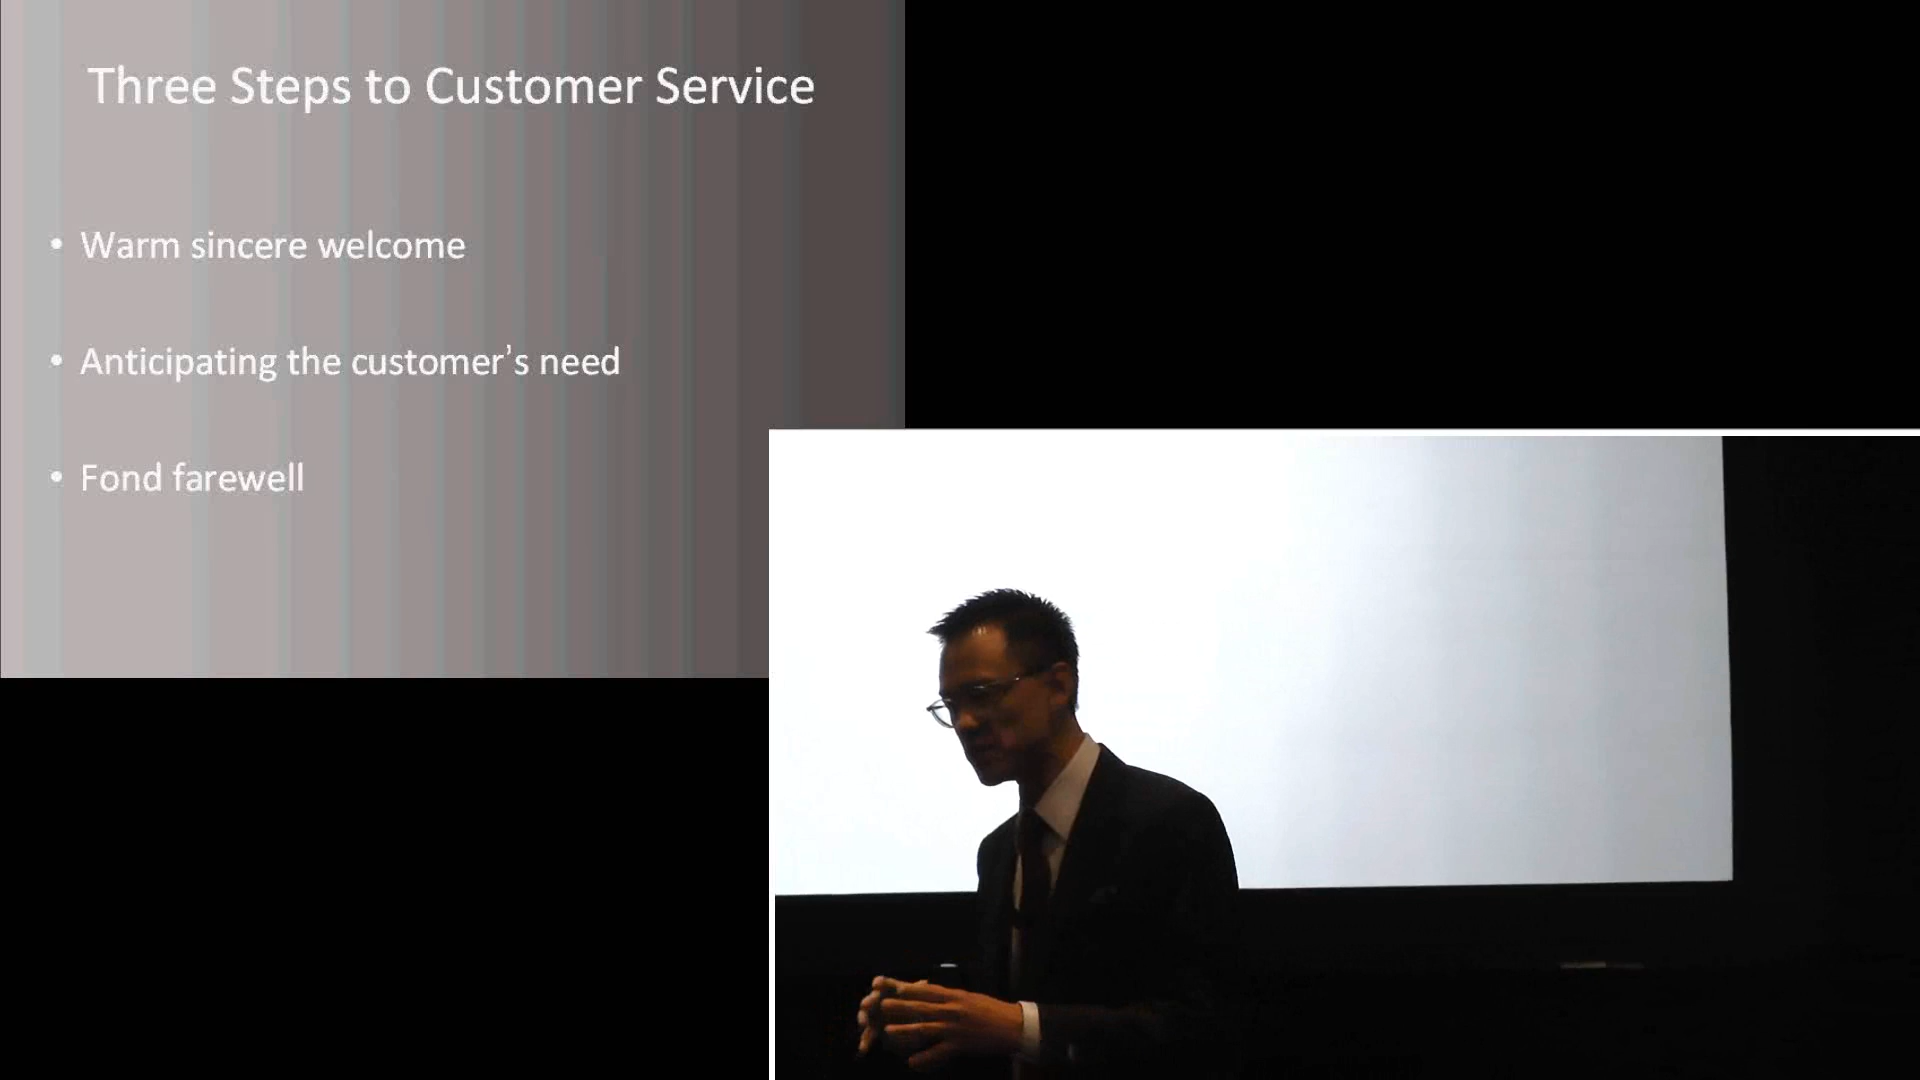 Three Steps to Customer Service
• Warm sincere welcome
• Anticipating the customer’s need
• Fond farewell